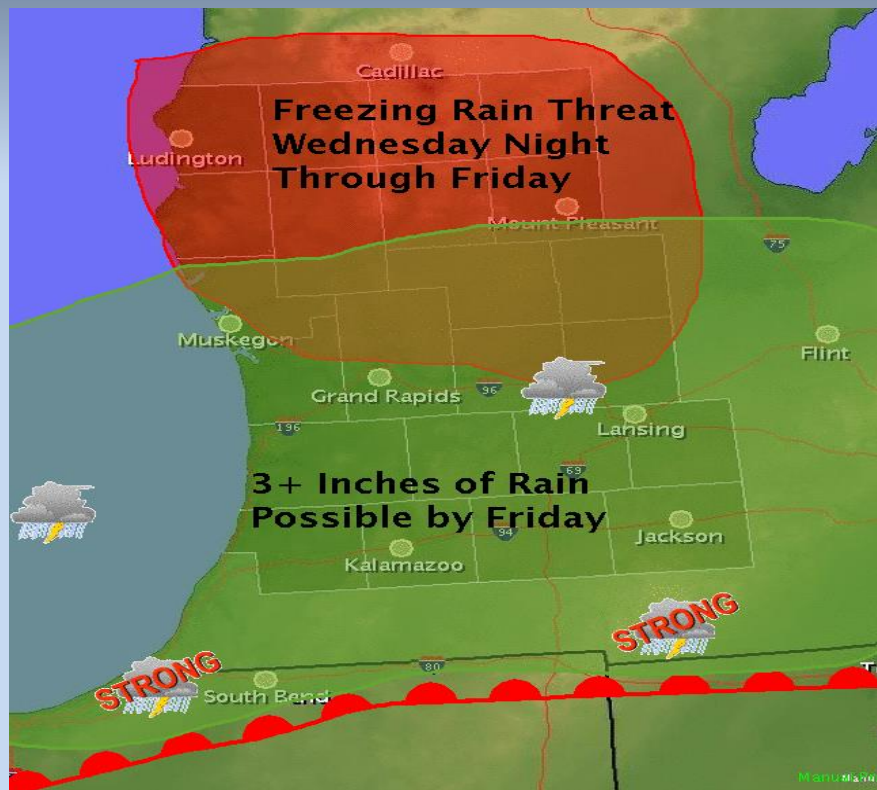 Cadillac
Freezing Rain Threat
Wednesday Night
Through Friday
Ludington
Mount Pleasant
75
Muskegon
Flint
Grand Rapids
96
196
Lansing
69
3+ Inches of Rain
Possible by Friday
94
Jackson
Kalamazoo
STRONG
STRONG
80
South Bend